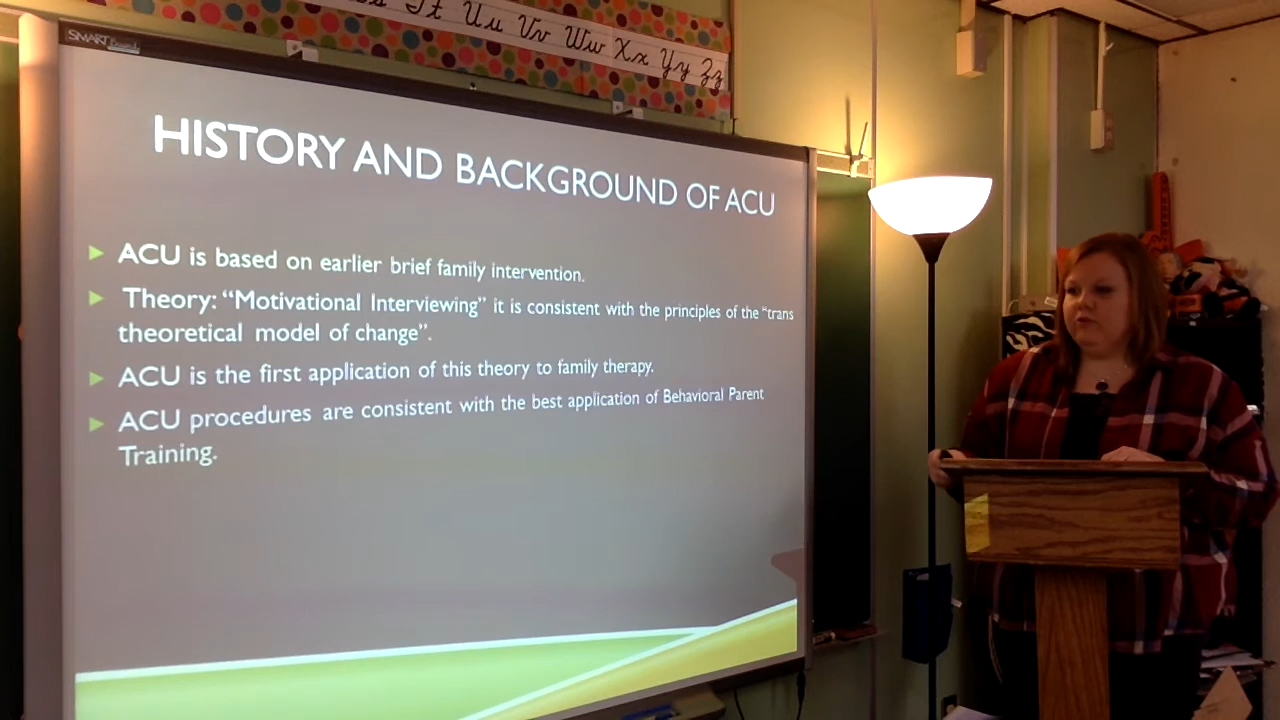 Tt Uu Vv Ww Xx Yy Zz
SMART Board
HISTORY AND BACKGROUND OF ACU
ACU is based on earlier brief family intervention.
Theory: “Motivational Interviewing” it is consistent with the principles of the “trans
theoretical model of change”.
ACU is the first application of this theory to family therapy.
ACU procedures are consistent with the best application of Behavioral Parent
Training.